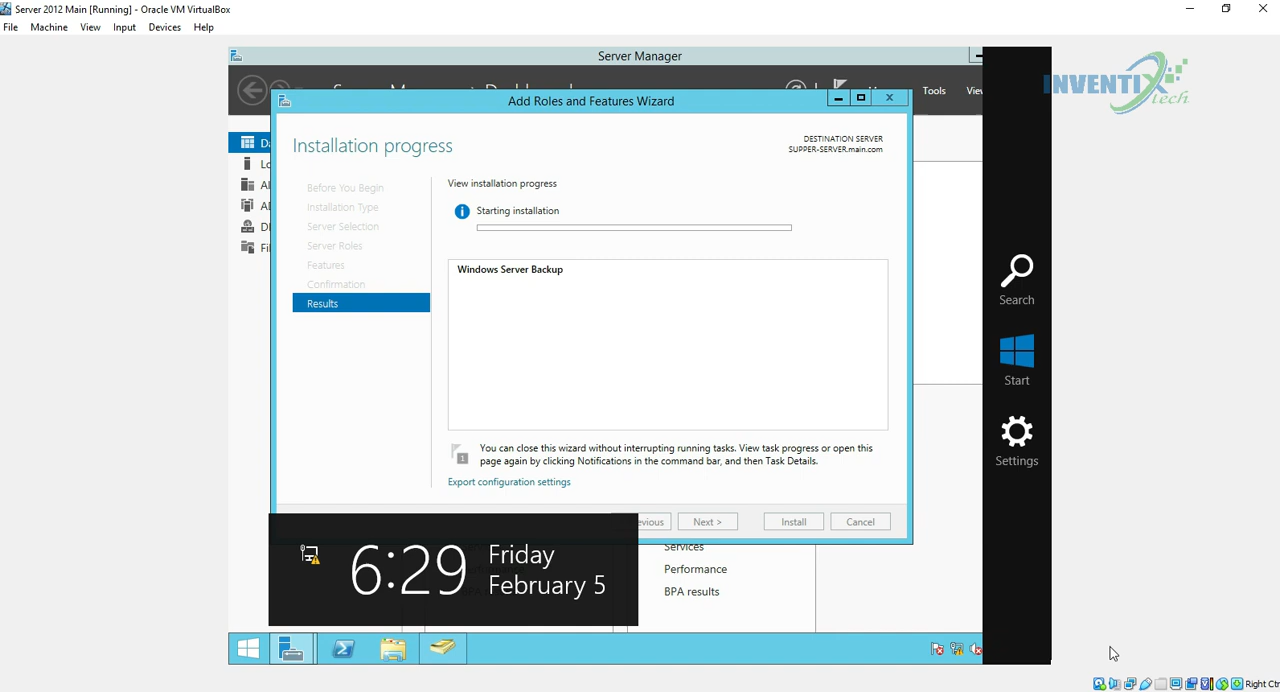 Server 2012 Main [Running] - Oracle VM VirtualBox
File Machine View Input Devices Help
Server Manager
INVENTIX
tech
Tools
Add Roles and Features Wizard
Installation progress
DESTINATION SERVER
SUPPER-SERVER.main.com
Before You Begin
Installation Type
Server Selection
Server Roles
Features
Confirmation
Results
View installation progress
Starting installation
Windows Server Backup
1
You can close this wizard without interrupting running tasks. View task progress or open this
page again by clicking Notifications in the command bar, and then Task Details.
Export configuration settings
Next >
Install
Cancel
Search
Start
Settings
6:29
Friday
February 5
Services
Performance
BPA results
Right Ctr